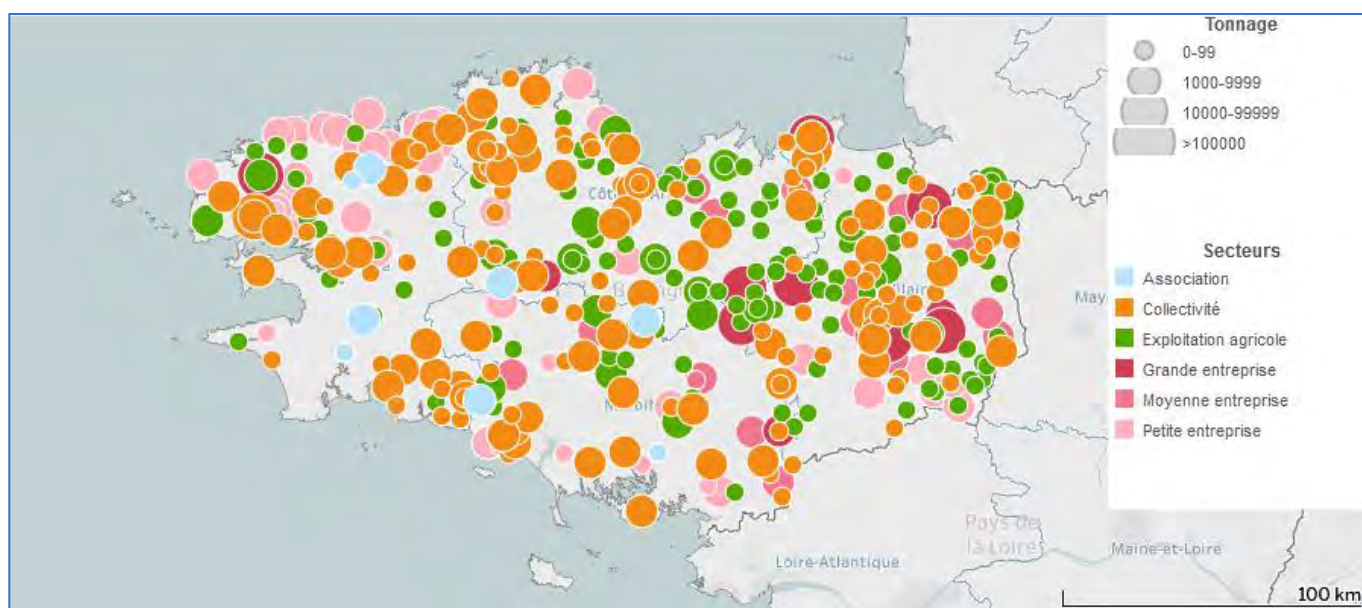 Tonnage
0-99
1000-9999
10000-99999
>100000
Secteurs
Association
Collectivité
Exploitation agricole
Grande entreprise
Moyenne entreprise
Petite entreprise
Pays de
la Loire
Loire-Atlantique
Maine-et-Loire
100 km